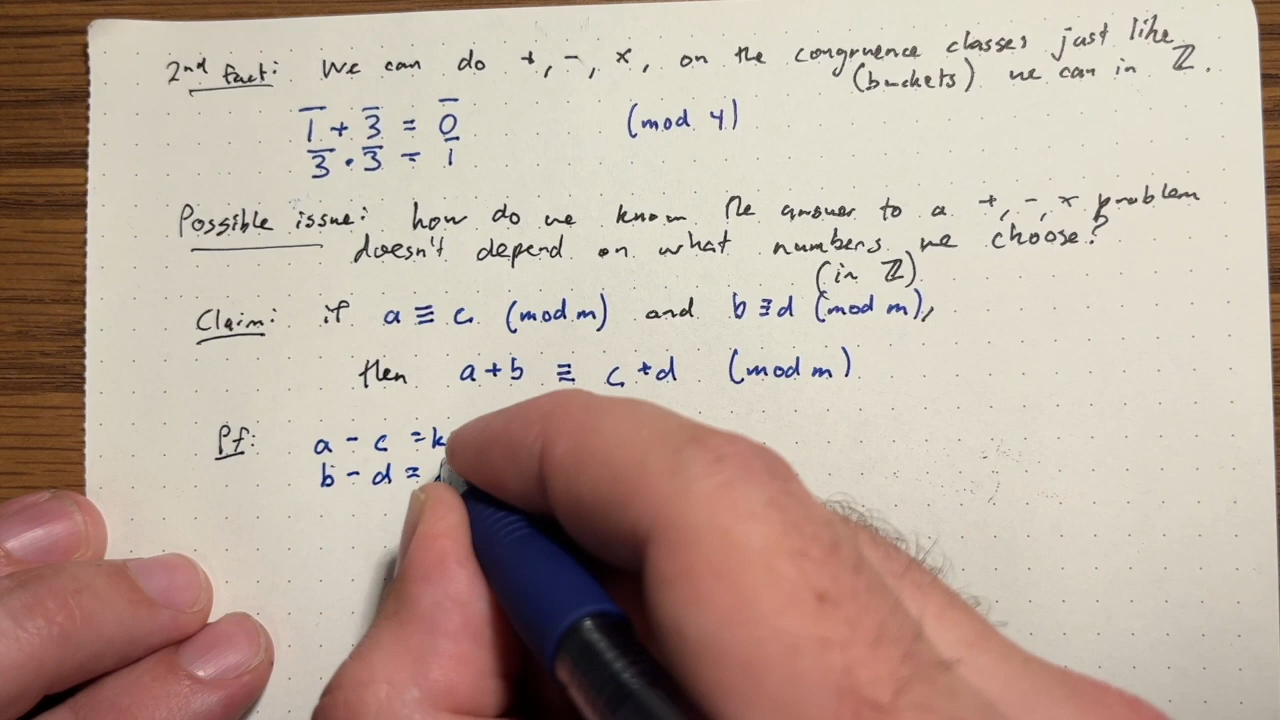 2nd fact: We can do +, -, ×, on the congruence classes just like
(buckets) we can in ℤ.
1̅ + 3̅ = 0̅ (mod 4)
3̅ · 3̅ = 1̅
Possible issue: how do we know the answer to a +, -, × problem
doesn't depend on what numbers we choose?
(in ℤ)
Claim: if a ≡ c (mod m) and b ≡ d (mod m),
then a + b ≡ c + d (mod m)
Pf: a - c = k
b - d =